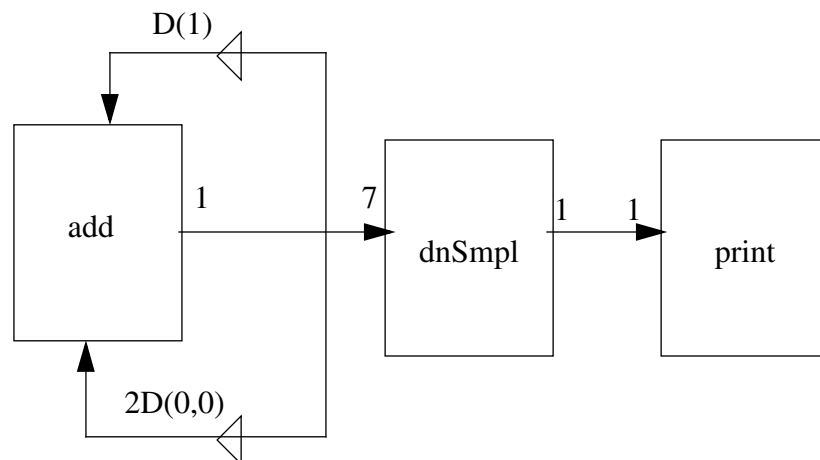 D(1)
add
1
7
dnSmpl
1
1
print
2D(0,0)